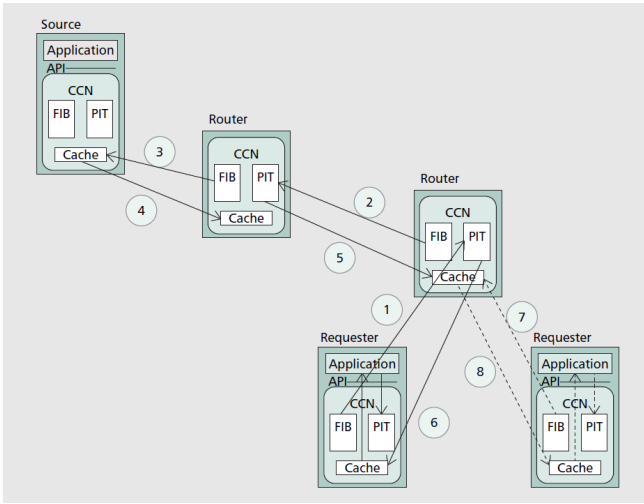 Source
Application
API
CCN
FIB PIT
Cache
Router
CCN
FIB PIT
Cache
Router
CCN
FIB PIT
Cache
3
4
2
5
1
7
8
6
Requester
Application
API
CCN
FIB PIT
Cache
Requester
Application
API
CCN
FIB PIT
Cache